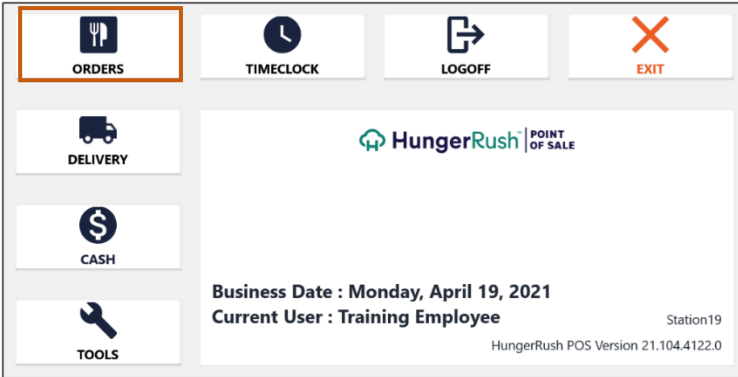 ORDERS
TIMECLOCK
LOGOFF
EXIT
DELIVERY
HungerRush POINT OF SALE
CASH
Business Date : Monday, April 19, 2021
Current User : Training Employee
Station19
TOOLS
HungerRush POS Version 21.104.4122.0